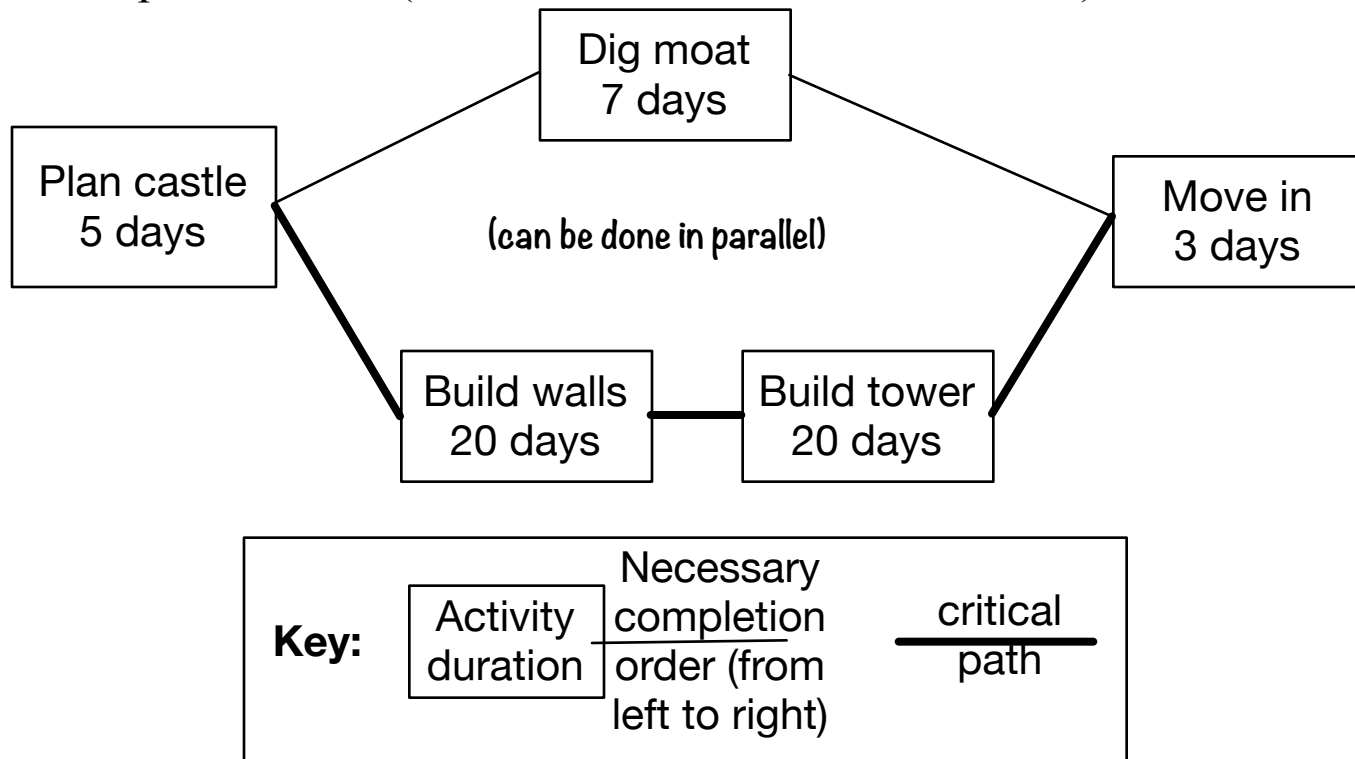 Dig moat
7 days
Plan castle
5 days
Move in
3 days
(can be done in parallel)
Build walls
20 days
Build tower
20 days
Key:
Activity
duration
Necessary
completion
order (from
left to right)
critical
path